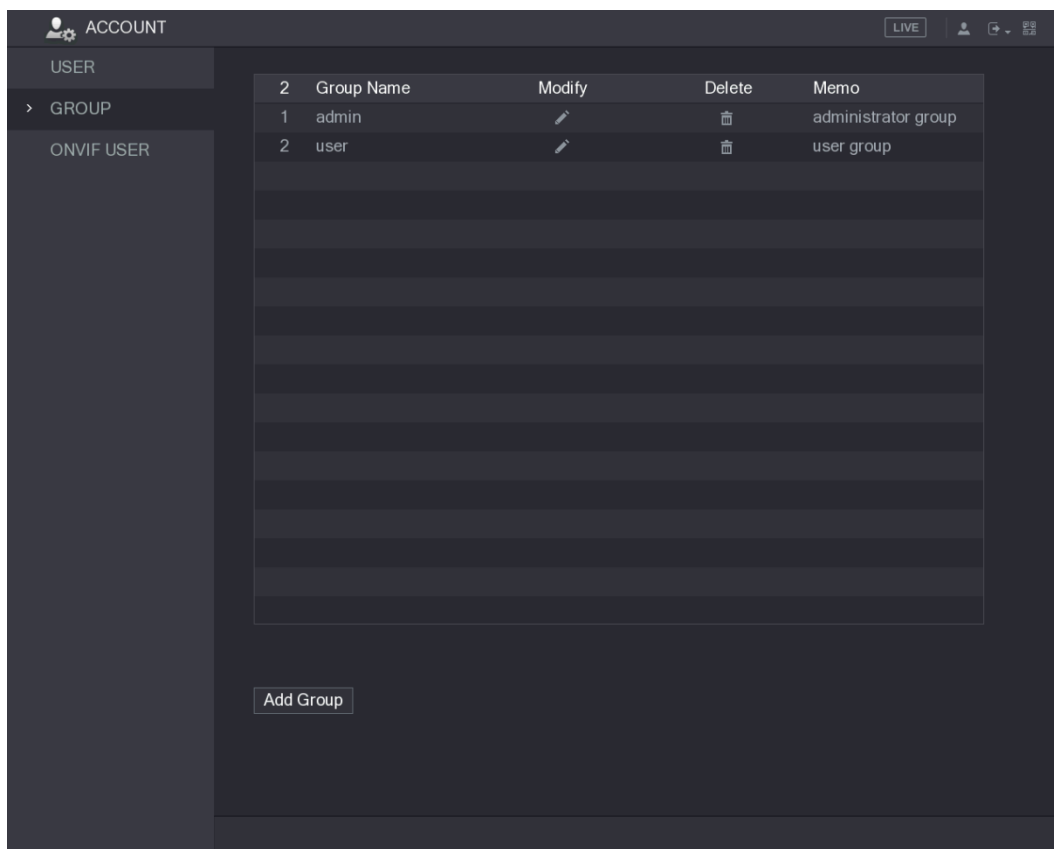 ACCOUNT
LIVE
USER
GROUP
ONVIF USER
2 Group Name Modify Delete Memo
1 admin administrator group
2 user user group
Add Group